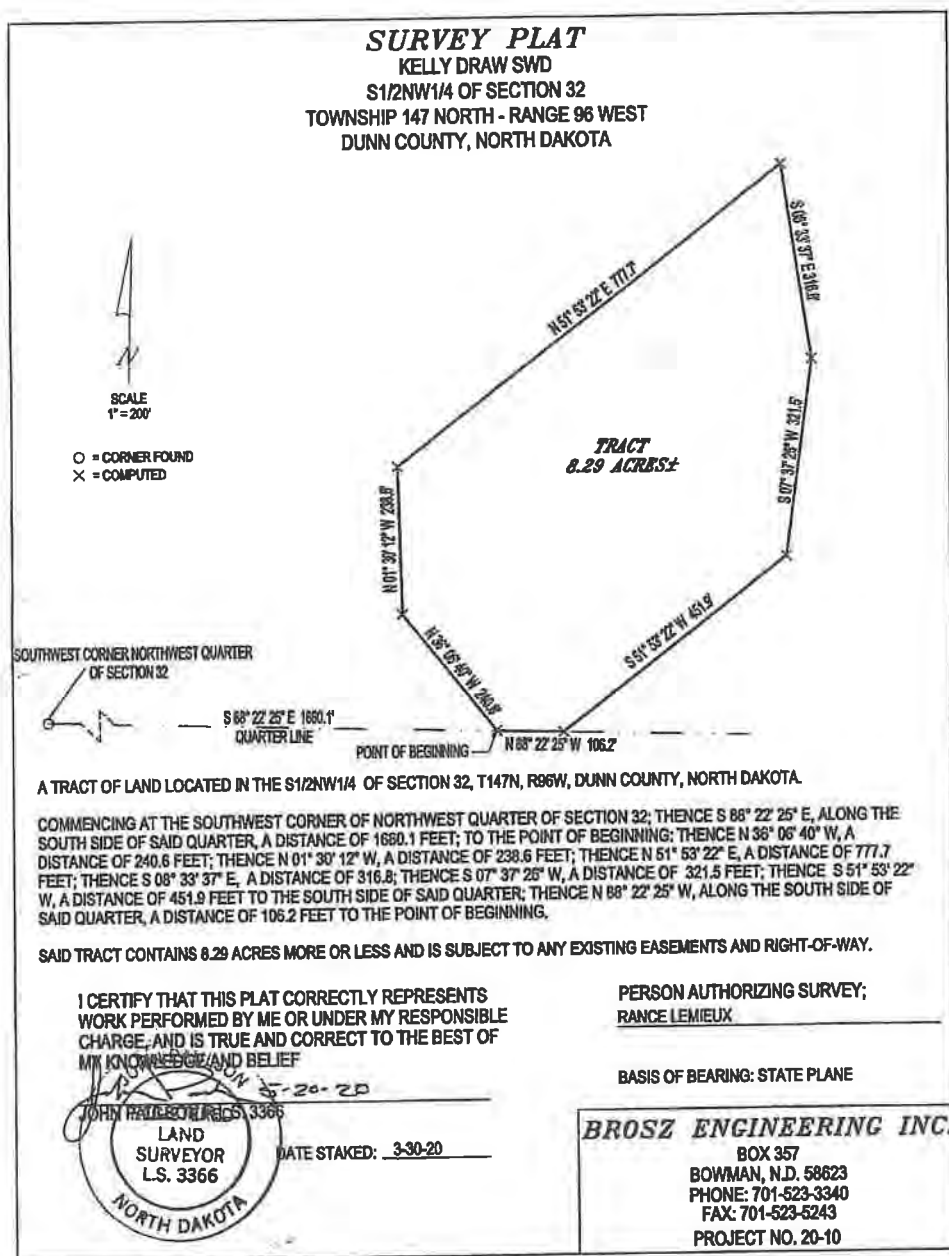 SURVEY PLAT
KELLY DRAW SWD
S1/2NW1/4 OF SECTION 32
TOWNSHIP 147 NORTH - RANGE 96 WEST
DUNN COUNTY, NORTH DAKOTA
S 08° 33' 37" E 316.8'
N 51° 53' 22" E 777.7'
N
SCALE
1" = 200'
O = CORNER FOUND
X = COMPUTED
TRACT
8.29 ACRES±
S 07° 37' 26" W 321.5'
N 01° 30' 12" W 238.6'
N 36° 06' 40" W 240.6'
S 51° 53' 22" W 451.9'
SOUTHWEST CORNER NORTHWEST QUARTER
OF SECTION 32
S 88° 22' 25" E 1680.1'
QUARTER LINE
POINT OF BEGINNING
N 88° 22' 25" W 106.2'
A TRACT OF LAND LOCATED IN THE S1/2NW1/4 OF SECTION 32, T147N, R96W, DUNN COUNTY, NORTH DAKOTA.
COMMENCING AT THE SOUTHWEST CORNER OF NORTHWEST QUARTER OF SECTION 32; THENCE S 88° 22' 25" E, ALONG THE
SOUTH SIDE OF SAID QUARTER, A DISTANCE OF 1680.1 FEET; TO THE POINT OF BEGINNING; THENCE N 36° 06' 40" W, A
DISTANCE OF 240.6 FEET; THENCE N 01° 30' 12" W, A DISTANCE OF 238.6 FEET; THENCE N 51° 53' 22" E, A DISTANCE OF 777.7
FEET; THENCE S 08° 33' 37" E, A DISTANCE OF 316.8; THENCE S 07° 37' 26" W, A DISTANCE OF 321.5 FEET; THENCE S 51° 53' 22"
W, A DISTANCE OF 451.9 FEET TO THE SOUTH SIDE OF SAID QUARTER; THENCE N 88° 22' 25" W, ALONG THE SOUTH SIDE OF
SAID QUARTER, A DISTANCE OF 106.2 FEET TO THE POINT OF BEGINNING.
SAID TRACT CONTAINS 8.29 ACRES MORE OR LESS AND IS SUBJECT TO ANY EXISTING EASEMENTS AND RIGHT-OF-WAY.
I CERTIFY THAT THIS PLAT CORRECTLY REPRESENTS
WORK PERFORMED BY ME OR UNDER MY RESPONSIBLE
CHARGE, AND IS TRUE AND CORRECT TO THE BEST OF
MY KNOWLEDGE AND BELIEF
5-20-20
JOHN L.S. 3366
LAND
SURVEYOR
L.S. 3366
NORTH DAKOTA
DATE STAKED: 3-30-20
PERSON AUTHORIZING SURVEY;
RANCE LEMIEUX
BASIS OF BEARING: STATE PLANE
BROSZ ENGINEERING INC.
BOX 357
BOWMAN, N.D. 58623
PHONE: 701-523-3340
FAX: 701-523-5243
PROJECT NO. 20-10